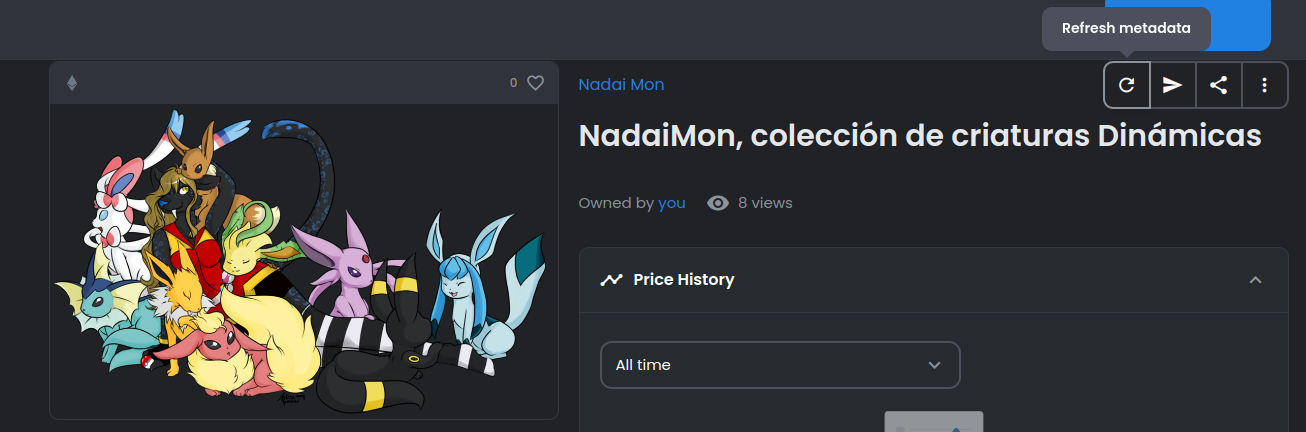 Refresh metadata
0
Nadai Mon
NadaiMon, colección de criaturas Dinámicas
Owned by you 8 views
Price History
All time